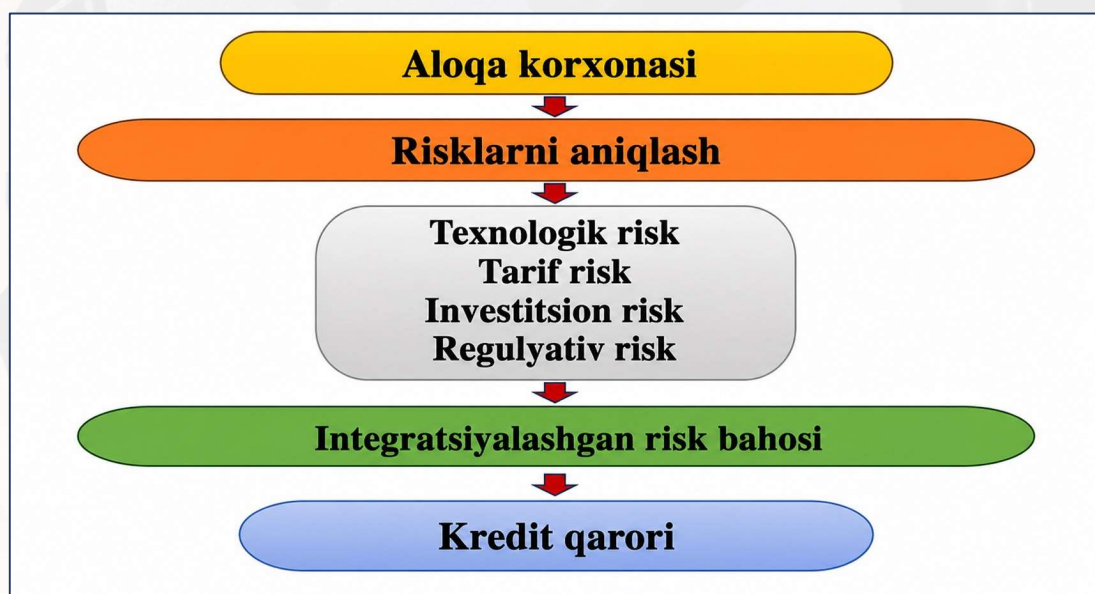 Aloqa korxonasi
Risklarni aniqlash
Texnologik risk
Tarif risk
Investitsion risk
Regulyativ risk
Integratsiyalashgan risk bahosi
Kredit qarori